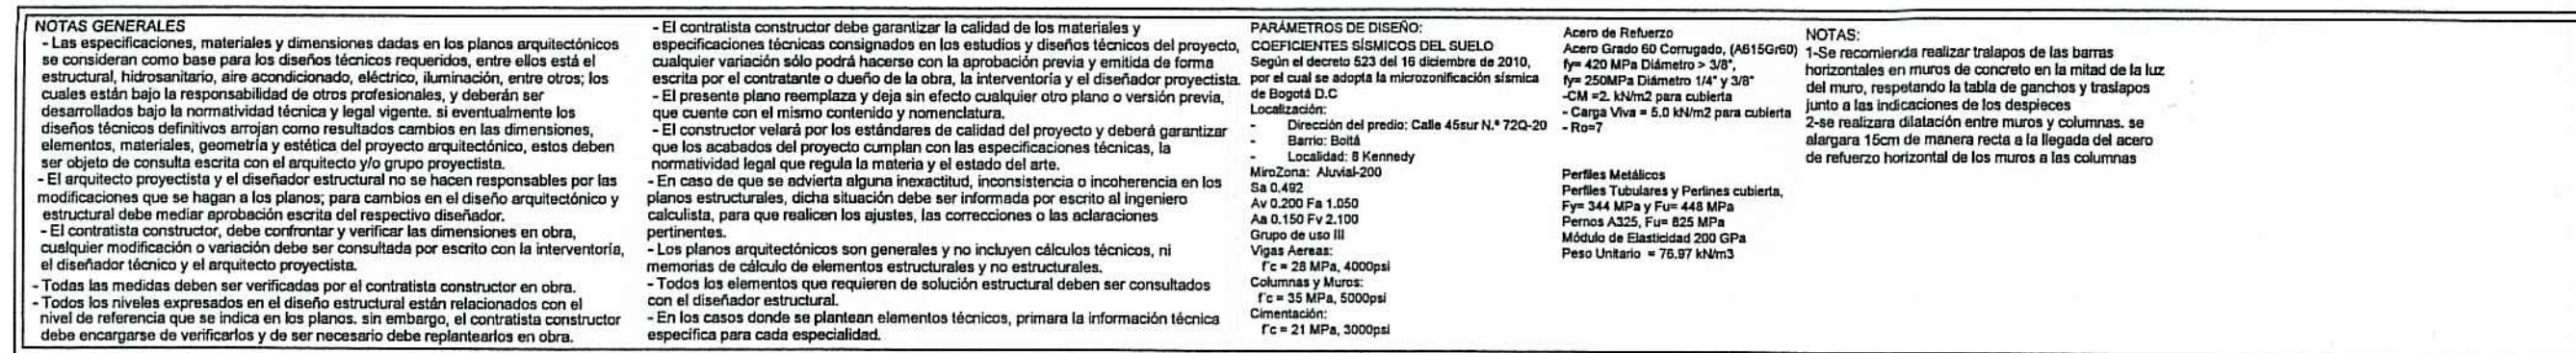 NOTAS GENERALES
- Las especificaciones, materiales y dimensiones dadas en los planos arquitectónicos
se consideran como base para los diseños técnicos requeridos, entre ellos está el
estructural, hidrosanitario, aire acondicionado, eléctrico, iluminación, entre otros; los
cuales están bajo la responsabilidad de otros profesionales, y deberán ser
desarrollados bajo la normatividad técnica y legal vigente. si eventualmente los
diseños técnicos definitivos arrojan como resultados cambios en las dimensiones,
elementos, materiales, geometría y estética del proyecto arquitectónico, estos deben
ser objeto de consulta escrita con el arquitecto y/o grupo proyectista.
- El arquitecto proyectista y el diseñador estructural no se hacen responsables por las
modificaciones que se hagan a los planos; para cambios en el diseño arquitectónico y
estructural debe mediar aprobación escrita del respectivo diseñador.
- El contratista constructor, debe confrontar y verificar las dimensiones en obra,
cualquier modificación o variación debe ser consultada por escrito con la interventoría,
el diseñador técnico y el arquitecto proyectista.
- Todas las medidas deben ser verificadas por el contratista constructor en obra.
- Todos los niveles expresados en el diseño estructural están relacionados con el
nivel de referencia que se indica en los planos. sin embargo, el contratista constructor
debe encargarse de verificarlos y de ser necesario debe replantearlos en obra.
- El contratista constructor debe garantizar la calidad de los materiales y
especificaciones técnicas consignados en los estudios y diseños técnicos del proyecto,
cualquier variación sólo podrá hacerse con la aprobación previa y emitida de forma
escrita por el contratante o dueño de la obra, la interventoría y el diseñador proyectista.
- El presente plano reemplaza y deja sin efecto cualquier otro plano o versión previa,
que cuente con el mismo contenido y nomenclatura.
- El constructor velará por los estándares de calidad del proyecto y deberá garantizar
que los acabados del proyecto cumplan con las especificaciones técnicas, la
normatividad legal que regula la materia y el estado del arte.
- En caso de que se advierta alguna inexactitud, inconsistencia o incoherencia en los
planos estructurales, dicha situación debe ser informada por escrito al ingeniero
calculista, para que realicen los ajustes, las correcciones o las aclaraciones
pertinentes.
- Los planos arquitectónicos son generales y no incluyen cálculos técnicos, ni
memorias de cálculo de elementos estructurales y no estructurales.
- Todos los elementos que requieren de solución estructural deben ser consultados
con el diseñador estructural.
- En los casos donde se plantean elementos técnicos, primara la información técnica
específica para cada especialidad.
PARÁMETROS DE DISEÑO:
COEFICIENTES SÍSMICOS DEL SUELO
Según el decreto 523 del 16 diciembre de 2010,
por el cual se adopta la microzonificación sísmica
de Bogotá D.C
Localización:
- Dirección del predio: Calle 45sur N.º 72Q-20
- Barrio: Boitá
- Localidad: 8 Kennedy
MiroZona: Aluvial-200
Sa 0.492
Av 0.200 Fa 1.050
Aa 0.150 Fv 2.100
Grupo de uso III
Vigas Aereas:
f'c = 28 MPa, 4000psi
Columnas y Muros:
f'c = 35 MPa, 5000psi
Cimentación:
f'c = 21 MPa, 3000psi
Acero de Refuerzo
Acero Grado 60 Corrugado, (A615Gr60)
fy= 420 MPa Diámetro > 3/8",
fy= 250MPa Diámetro 1/4" y 3/8"
-CM =2. kN/m2 para cubierta
- Carga Viva = 5.0 kN/m2 para cubierta
- Ro=7
Perfiles Metálicos
Perfiles Tubulares y Perlines cubierta,
Fy= 344 MPa y Fu= 448 MPa
Pernos A325, Fu= 825 MPa
Módulo de Elasticidad 200 GPa
Peso Unitario = 76.97 kN/m3
NOTAS:
1-Se recomienda realizar tralapos de las barras
horizontales en muros de concreto en la mitad de la luz
del muro, respetando la tabla de ganchos y traslapos
junto a las indicaciones de los despieces
2-se realizara dilatación entre muros y columnas. se
alargara 15cm de manera recta a la llegada del acero
de refuerzo horizontal de los muros a las columnas